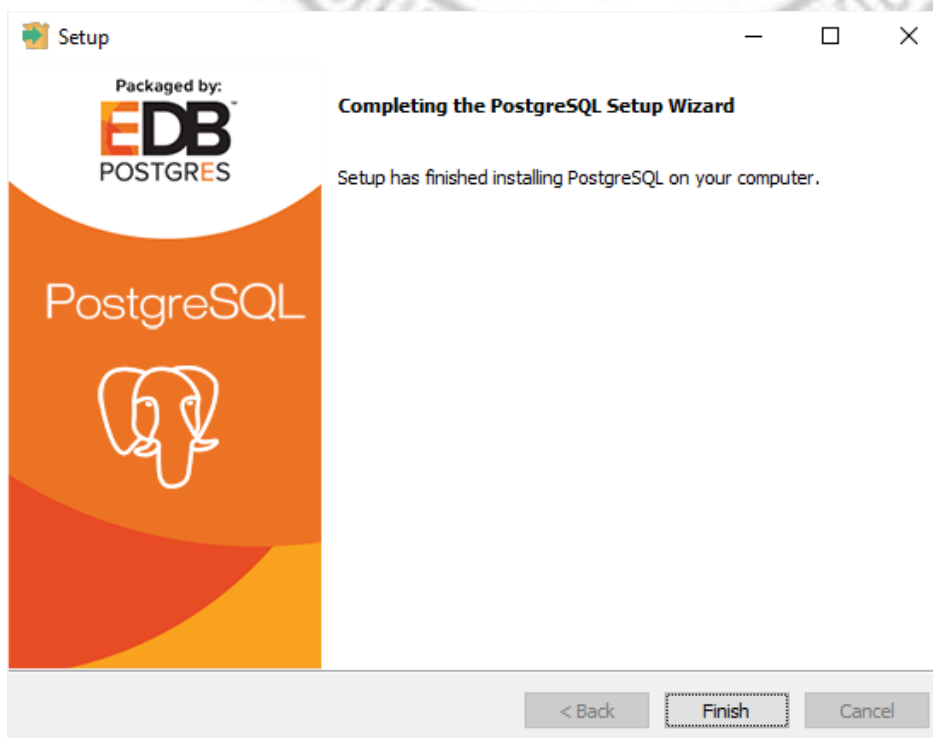 Setup
Packaged by:
EDB™
POSTGRES
Completing the PostgreSQL Setup Wizard
Setup has finished installing PostgreSQL on your computer.
PostgreSQL
< Back
Finish
Cancel